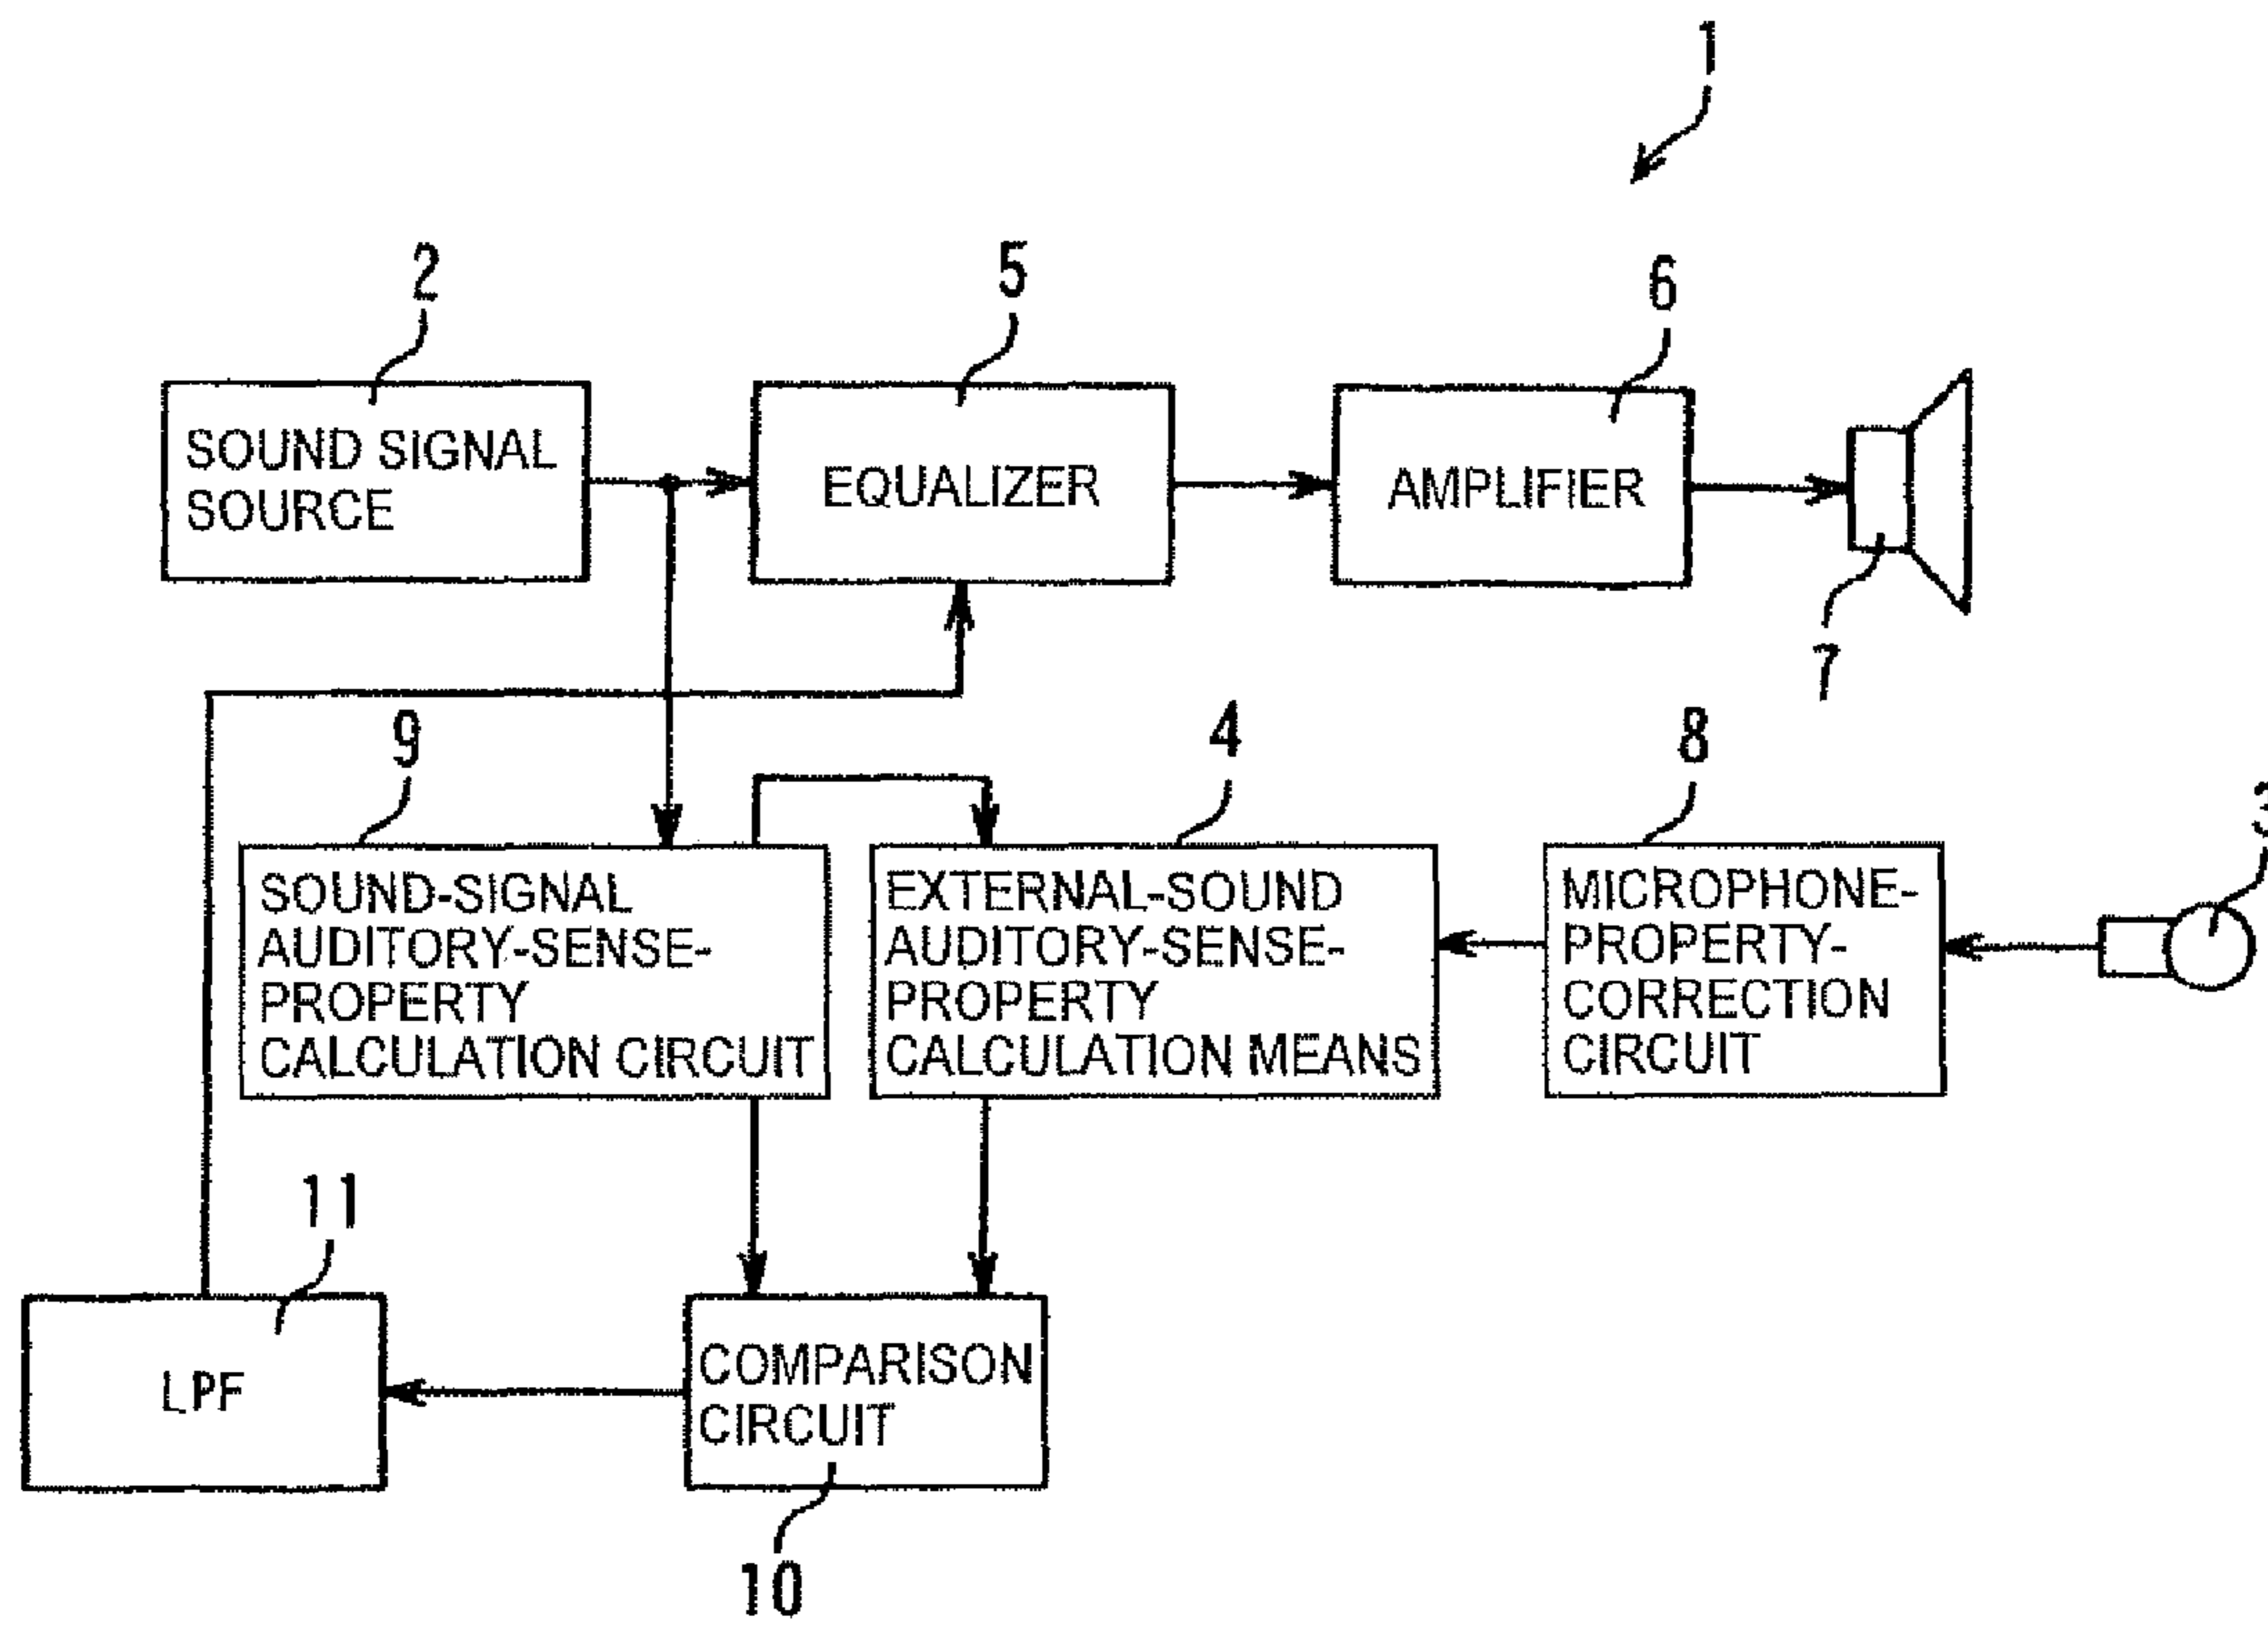 1
2
5
6
SOUND SIGNAL
SOURCE
EQUALIZER
AMPLIFIER
7
9
4
8
3
SOUND-SIGNAL
AUDITORY-SENSE-
PROPERTY
CALCULATION CIRCUIT
EXTERNAL-SOUND
AUDITORY-SENSE-
PROPERTY
CALCULATION MEANS
MICROPHONE-
PROPERTY-
CORRECTION
CIRCUIT
11
LPF
COMPARISON
CIRCUIT
10